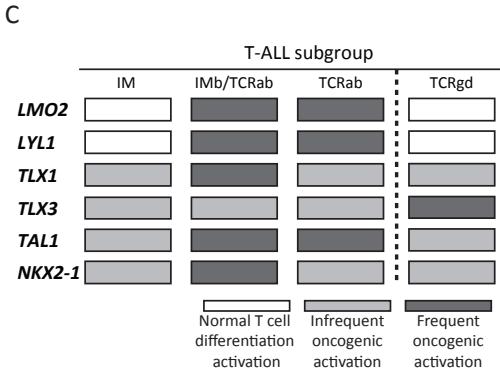 C
T-ALL subgroup
IM IMb/TCRab TCRab TCRgd
LMO2
LYL1
TLX1
TLX3
TAL1
NKX2-1
Normal T cell differentiation activation
Infrequent oncogenic activation
Frequent oncogenic activation